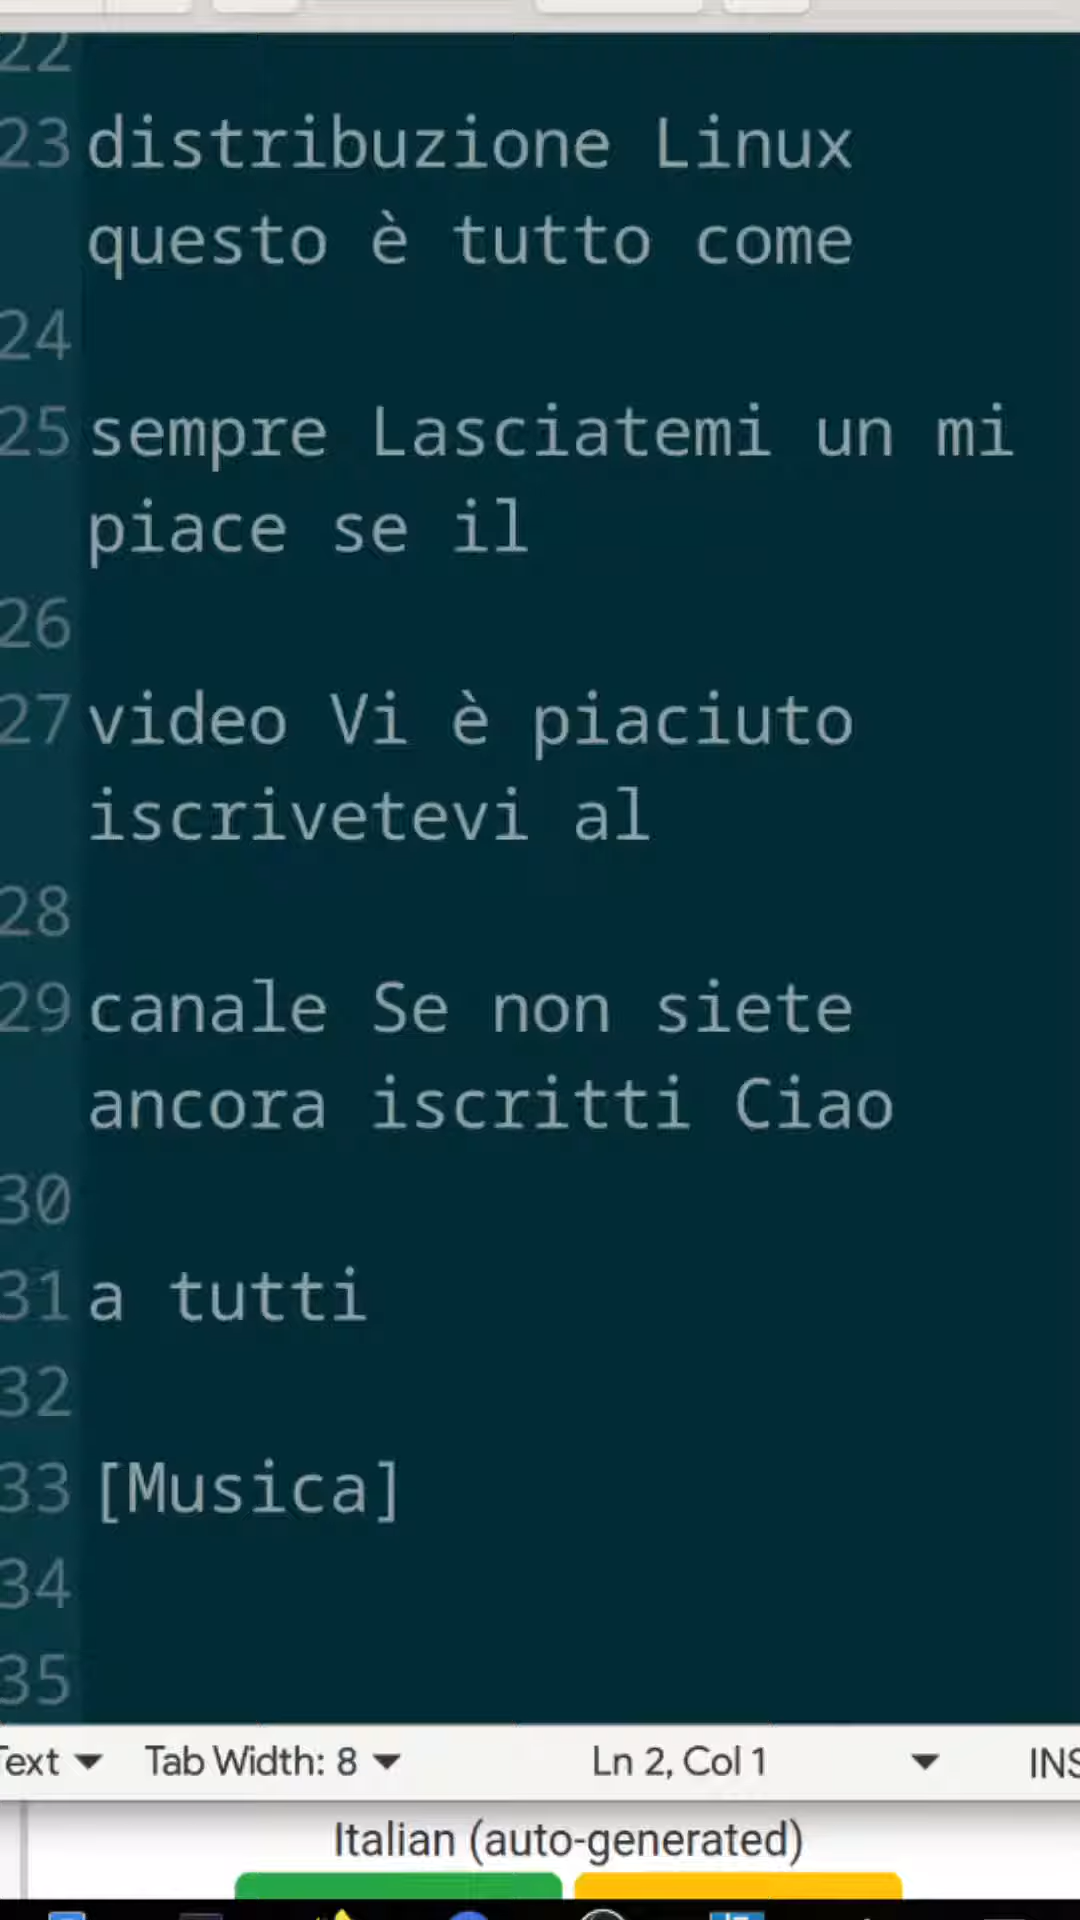 22
23 distribuzione Linux
questo è tutto come
24
25 sempre Lasciatemi un mi
piace se il
26
27 video Vi è piaciuto
iscrivetevi al
28
29 canale Se non siete
ancora iscritti Ciao
30
31 a tutti
32
33 [Musica]
34
35
Text Tab Width: 8 Ln 2, Col 1 INS
Italian (auto-generated)